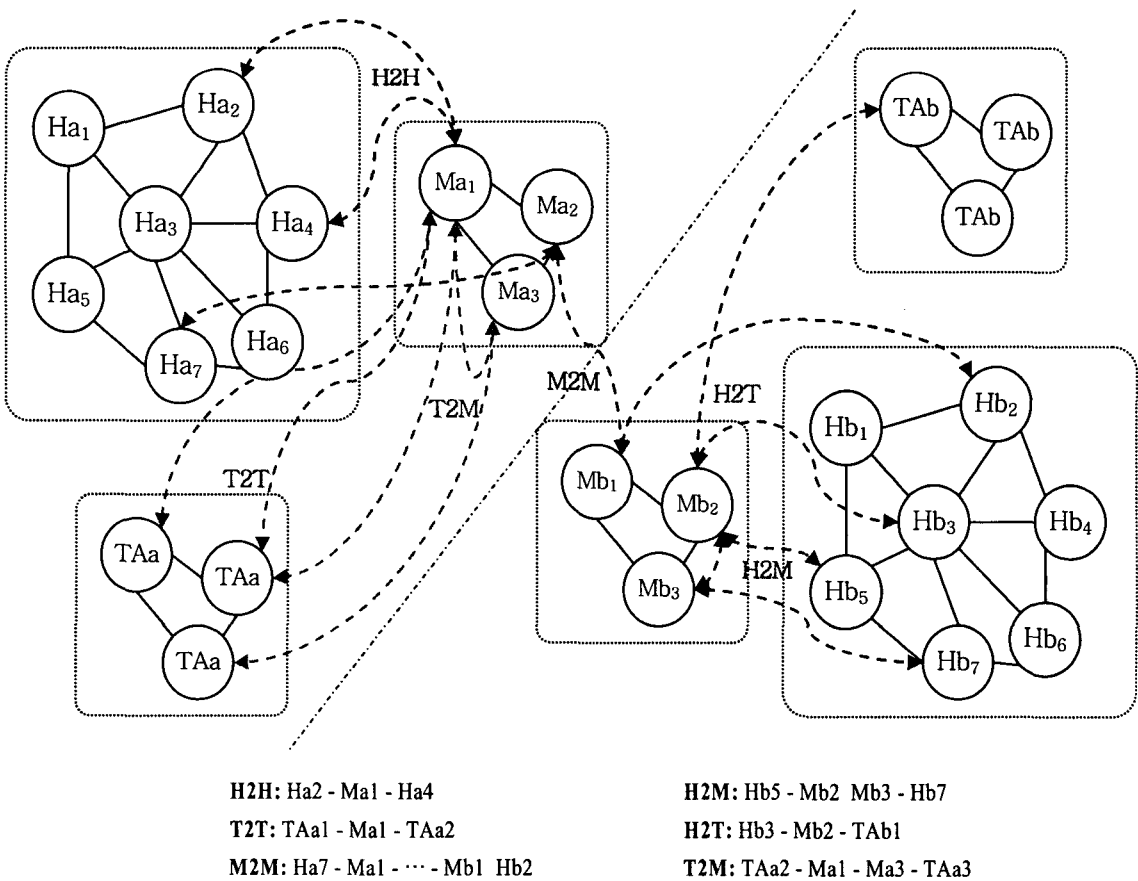 H2H
Ha1
Ha2
Ha3
Ha4
Ha5
Ha6
Ha7
Ma1
Ma2
Ma3
TAb
TAb
TAb
T2M
M2M
H2T
T2T
TAa
TAa
TAa
Mb1
Mb2
Mb3
H2M
Hb1
Hb2
Hb3
Hb4
Hb5
Hb6
Hb7
H2H: Ha2 - Ma1 - Ha4
T2T: TAa1 - Ma1 - TAa2
M2M: Ha7 - Ma1 - ··· - Mb1 Hb2
H2M: Hb5 - Mb2 Mb3 - Hb7
H2T: Hb3 - Mb2 - TAb1
T2M: TAa2 - Ma1 - Ma3 - TAa3